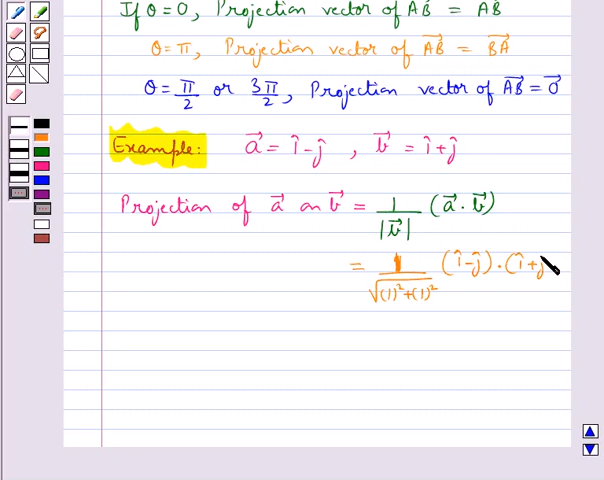 If θ = 0, Projection vector of AB⃗ = AB⃗
θ = π, Projection vector of AB⃗ = BA⃗
θ = π/2 or 3π/2, Projection vector of AB⃗ = 0⃗
Example: a⃗ = î - ĵ , b⃗ = î + ĵ
Projection of a⃗ on b⃗ = 1/|b⃗| (a⃗ · b⃗)
= 1/√(1)²+(1)² (î - ĵ) · (î + ĵ